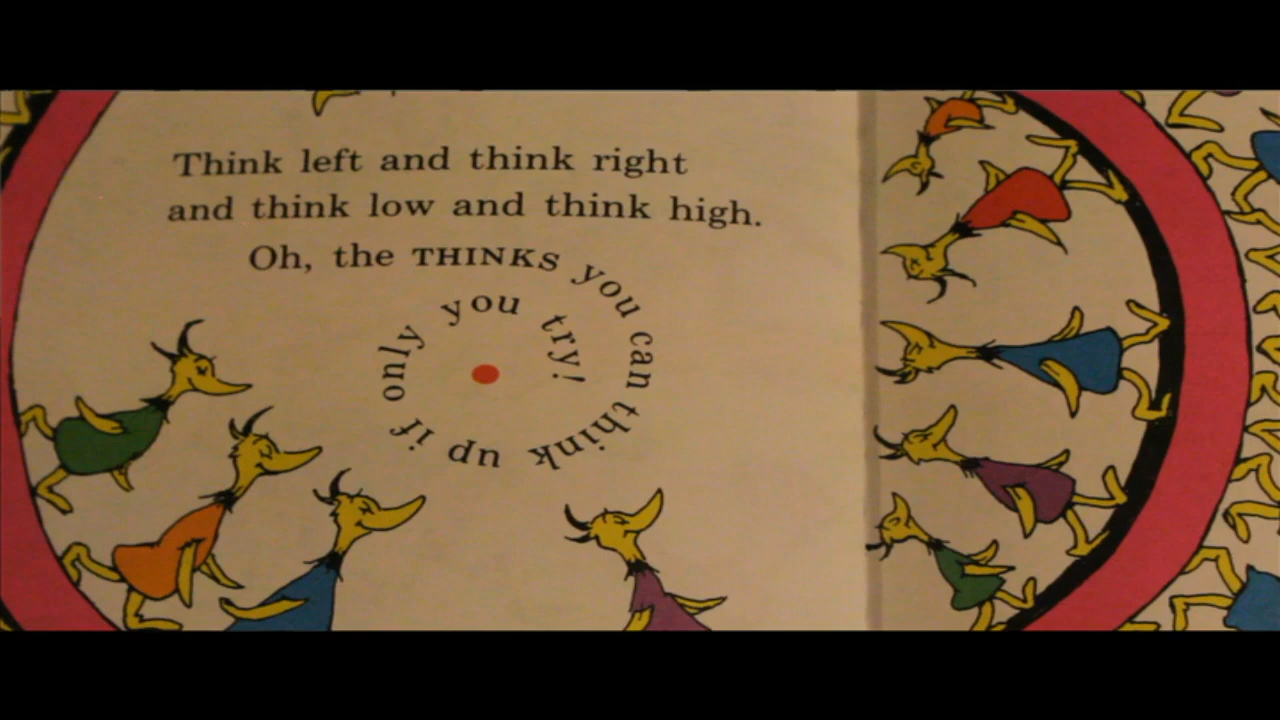 Think left and think right
and think low and think high.
Oh, the THINKS you can think up if only you try!